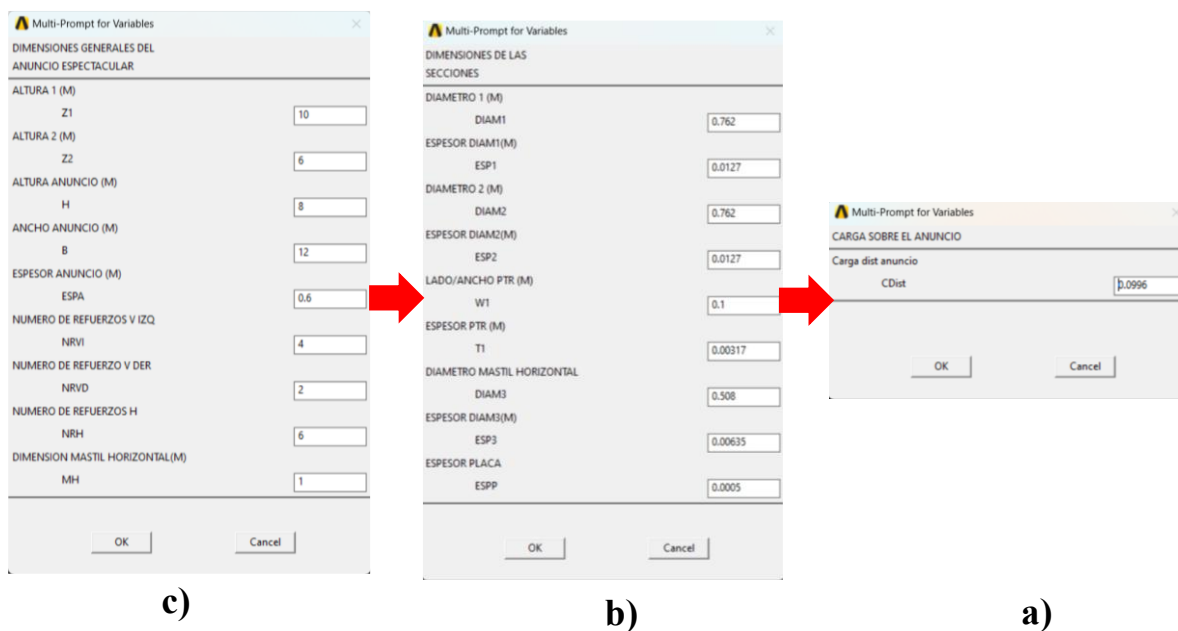 Multi-Prompt for Variables
DIMENSIONES GENERALES DEL
ANUNCIO ESPECTACULAR
ALTURA 1 (M)
Z1 10
ALTURA 2 (M)
Z2 6
ALTURA ANUNCIO (M)
H 8
ANCHO ANUNCIO (M)
B 12
ESPESOR ANUNCIO (M)
ESPA 0.6
NUMERO DE REFUERZOS V IZQ
NRVI 4
NUMERO DE REFUERZO V DER
NRVD 2
NUMERO DE REFUERZOS H
NRH 6
DIMENSION MASTIL HORIZONTAL(M)
MH 1
OK Cancel
c)
Multi-Prompt for Variables
DIMENSIONES DE LAS
SECCIONES
DIAMETRO 1 (M)
DIAM1 0.762
ESPESOR DIAM1(M)
ESP1 0.0127
DIAMETRO 2 (M)
DIAM2 0.762
ESPESOR DIAM2(M)
ESP2 0.0127
LADO/ANCHO PTR (M)
W1 0.1
ESPESOR PTR (M)
T1 0.00317
DIAMETRO MASTIL HORIZONTAL
DIAM3 0.508
ESPESOR DIAM3(M)
ESP3 0.00635
ESPESOR PLACA
ESPP 0.0005
OK Cancel
b)
Multi-Prompt for Variables
CARGA SOBRE EL ANUNCIO
Carga dist anuncio
CDist 0.0996
OK Cancel
a)